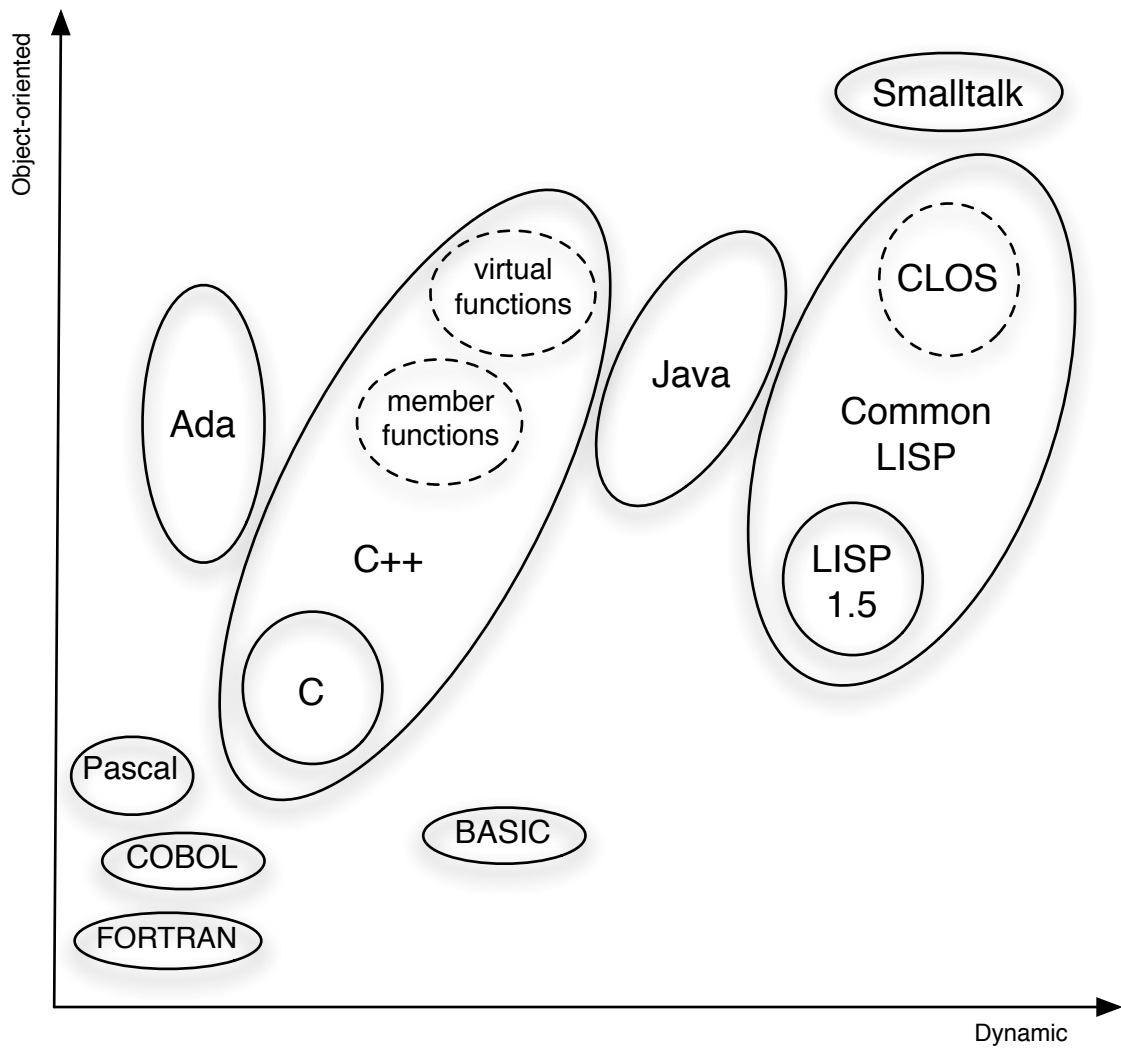 Object-oriented
Smalltalk
virtual
functions
CLOS
Java
member
functions
Ada
Common
LISP
C++
LISP
1.5
C
Pascal
BASIC
COBOL
FORTRAN
Dynamic